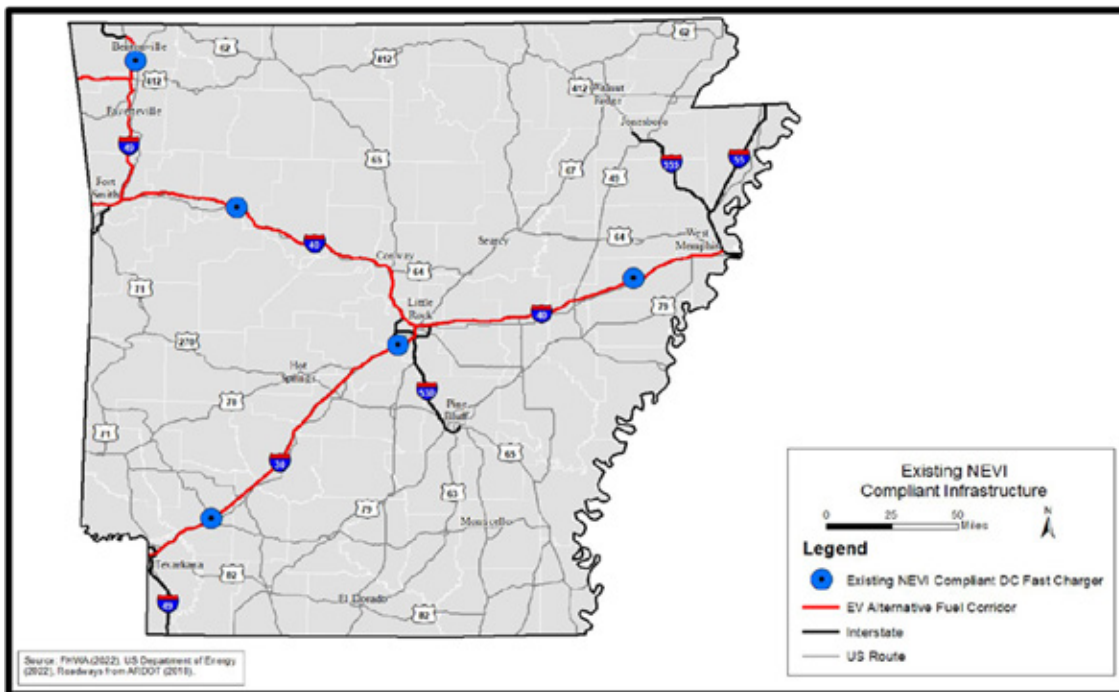 Bentonville
62
62
412
412
412
Walnut
Ridge
Fayetteville
Jonesboro
49
65
67
49
555
55
Fort
Smith
40
Conway
64
Searcy
64
West
Memphis
71
Little
Rock
40
79
270
Hot
Springs
530
Pine
Bluff
70
71
30
65
63
79
Monticello
Texarkana
82
El Dorado
82
49
Existing NEVI
Compliant Infrastructure
0 25 50
Miles
N
Legend
Existing NEVI Compliant DC Fast Charger
EV Alternative Fuel Corridor
Interstate
US Route
Source: FHWA (2022), US Department of Energy
(2022), Roadways from ARDOT (2018).